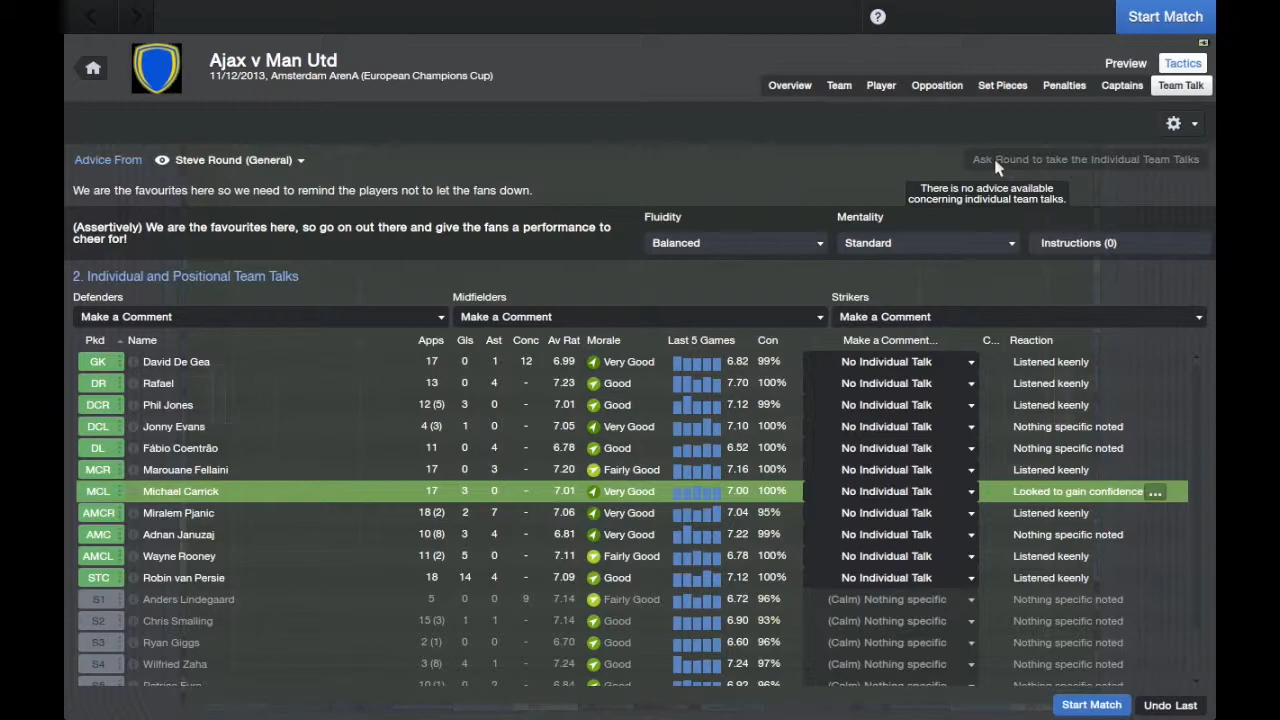 Start Match
Ajax v Man Utd
11/12/2013, Amsterdam ArenA (European Champions Cup)
Preview Tactics
Overview Team Player Opposition Set Pieces Penalties Captains Team Talk
Advice From Steve Round (General)
Ask Round to take the Individual Team Talks
There is no advice available
concerning individual team talks.
We are the favourites here so we need to remind the players not to let the fans down.
(Assertively) We are the favourites here, so go on out there and give the fans a performance to
cheer for!
Fluidity Mentality
Balanced Standard Instructions (0)
2. Individual and Positional Team Talks
Defenders Midfielders Strikers
Make a Comment Make a Comment Make a Comment
Pkd Name Apps Gls Ast Conc Av Rat Morale Last 5 Games Con Make a Comment... C... Reaction
GK David De Gea 17 0 1 12 6.99 Very Good 6.82 99% No Individual Talk Listened keenly
DR Rafael 13 0 4 - 7.23 Good 7.70 100% No Individual Talk Listened keenly
DCR Phil Jones 12 (5) 3 0 - 7.01 Good 7.12 99% No Individual Talk Listened keenly
DCL Jonny Evans 4 (3) 1 0 - 7.05 Very Good 7.10 100% No Individual Talk Nothing specific noted
DL Fábio Coentrão 11 0 4 - 6.78 Good 6.52 100% No Individual Talk Nothing specific noted
MCR Marouane Fellaini 17 0 3 - 7.20 Fairly Good 7.16 100% No Individual Talk Listened keenly
MCL Michael Carrick 17 3 0 - 7.01 Very Good 7.00 100% No Individual Talk Looked to gain confidence ...
AMCR Miralem Pjanic 18 (2) 2 7 - 7.06 Very Good 7.04 95% No Individual Talk Listened keenly
AMC Adnan Januzaj 10 (8) 3 4 - 6.81 Very Good 7.22 99% No Individual Talk Nothing specific noted
AMCL Wayne Rooney 11 (2) 5 0 - 7.11 Fairly Good 6.78 100% No Individual Talk Listened keenly
STC Robin van Persie 18 14 4 - 7.09 Good 7.12 100% No Individual Talk Listened keenly
S1 Anders Lindegaard 5 0 0 9 7.14 Fairly Good 6.72 96% (Calm) Nothing specific Nothing specific noted
S2 Chris Smalling 15 (3) 1 1 - 7.14 Good 6.90 93% (Calm) Nothing specific Nothing specific noted
S3 Ryan Giggs 2 (1) 0 0 - 6.70 Good 6.60 96% (Calm) Nothing specific Nothing specific noted
S4 Wilfried Zaha 3 (8) 4 1 - 7.24 Good 7.24 97% (Calm) Nothing specific Nothing specific noted
Start Match Undo Last